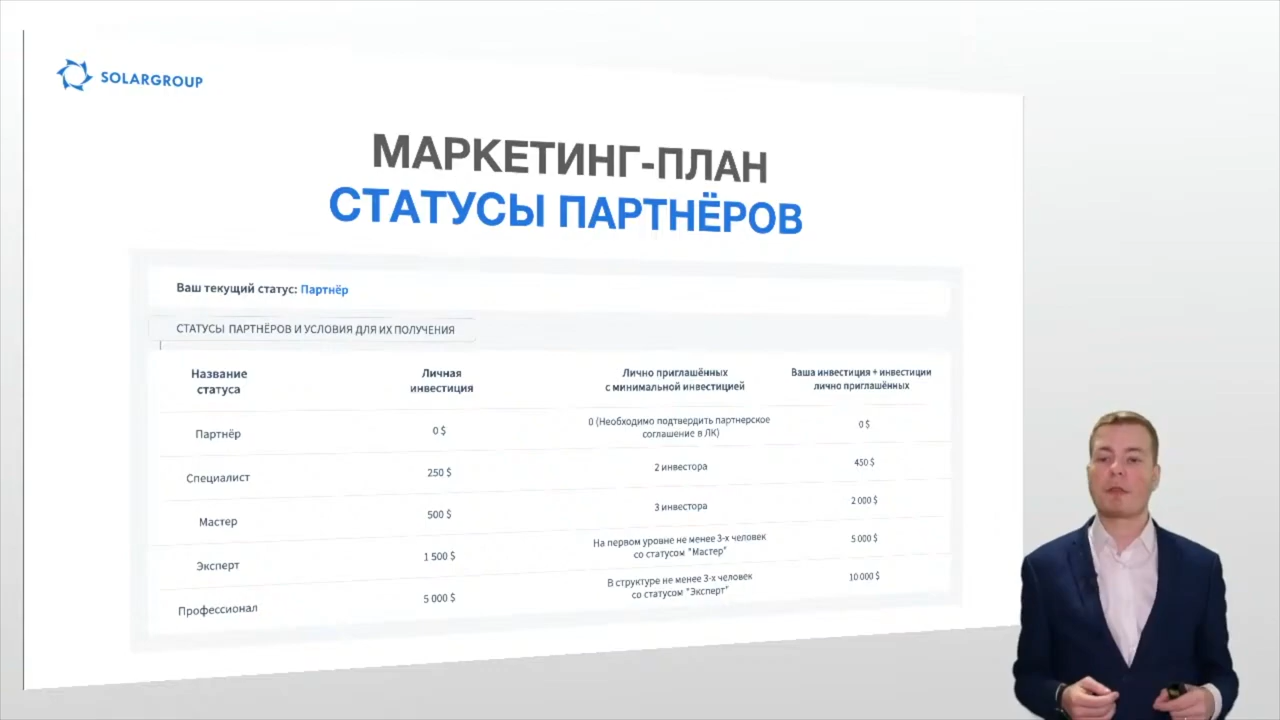 SOLARGROUP
МАРКЕТИНГ-ПЛАН
СТАТУСЫ ПАРТНЁРОВ
Ваш текущий статус: Партнёр
СТАТУСЫ ПАРТНЁРОВ И УСЛОВИЯ ДЛЯ ИХ ПОЛУЧЕНИЯ
Название
статуса
Личная
инвестиция
Лично приглашённых
с минимальной инвестицией
Ваша инвестиция + инвестиции
лично приглашённых
Партнёр
0 $
0 (Необходимо подтвердить партнерское
соглашение в ЛК)
0 $
Специалист
250 $
2 инвестора
450 $
Мастер
500 $
3 инвестора
2 000 $
Эксперт
1 500 $
На первом уровне не менее 3-х человек
со статусом "Мастер"
5 000 $
Профессионал
5 000 $
В структуре не менее 3-х человек
со статусом "Эксперт"
10 000 $